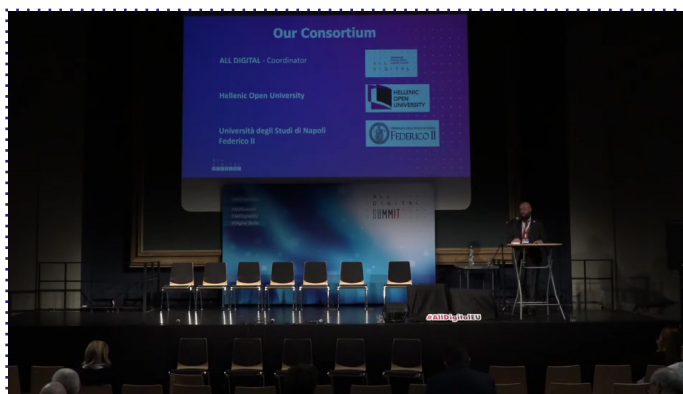 Our Consortium
ALL DIGITAL - Coordinator
Hellenic Open University
HELLENIC
OPEN
UNIVERSITY
Università degli Studi di Napoli
Federico II
FEDERICO II
DIGITAL
SUMMIT
#AllDigitalEU